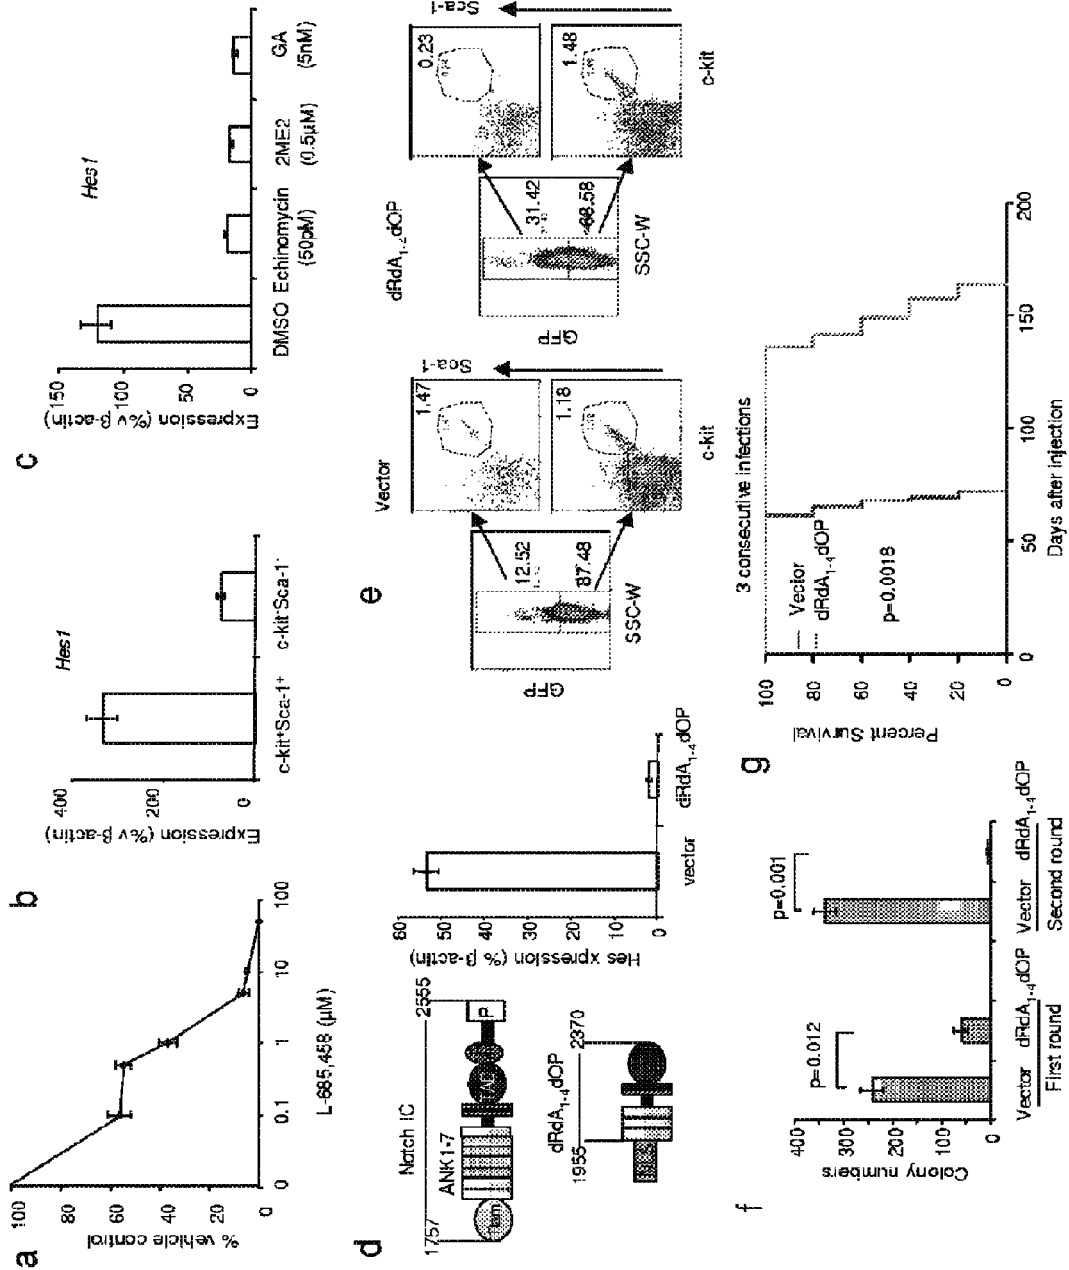 a
100
80
60
40
20
0
% vehicle control
0
0.1
1
10
100
L-685,458 (µM)
b
400
200
0
Expression (%v β-actin)
Hes1
c-kit⁺Sca-1⁺
c-kit⁻Sca-1⁻
c
150
100
50
0
Expression (%v β-actin)
Hes1
DMSO
Echinomycin
(50pM)
2ME2
(0.5µM)
GA
(5nM)
d
Notch IC
1757
2555
ANK1-7
Ram
P
dRdA₁₋₄dOP
1955
2370
60
50
40
30
20
10
0
Hes xpression (% β-actin)
vector
dRdA₁₋₄dOP
e
Vector
GFP
12.52
87.48
SSC-W
1.47
1.18
Sca-1
c-kit
dRdA₁₋₄dOP
GFP
31.42
68.58
SSC-W
0.23
1.48
Sca-1
c-kit
f
400
300
200
100
0
Colony numbers
p=0.012
p=0.001
Vector dRdA₁₋₄dOP
First round
Vector dRdA₁₋₄dOP
Second round
g
3 consecutive infections
100
80
60
40
20
0
Percent Survival
Vector
dRdA₁₋₄dOP
p=0.0018
0
50
100
150
200
Days after injection